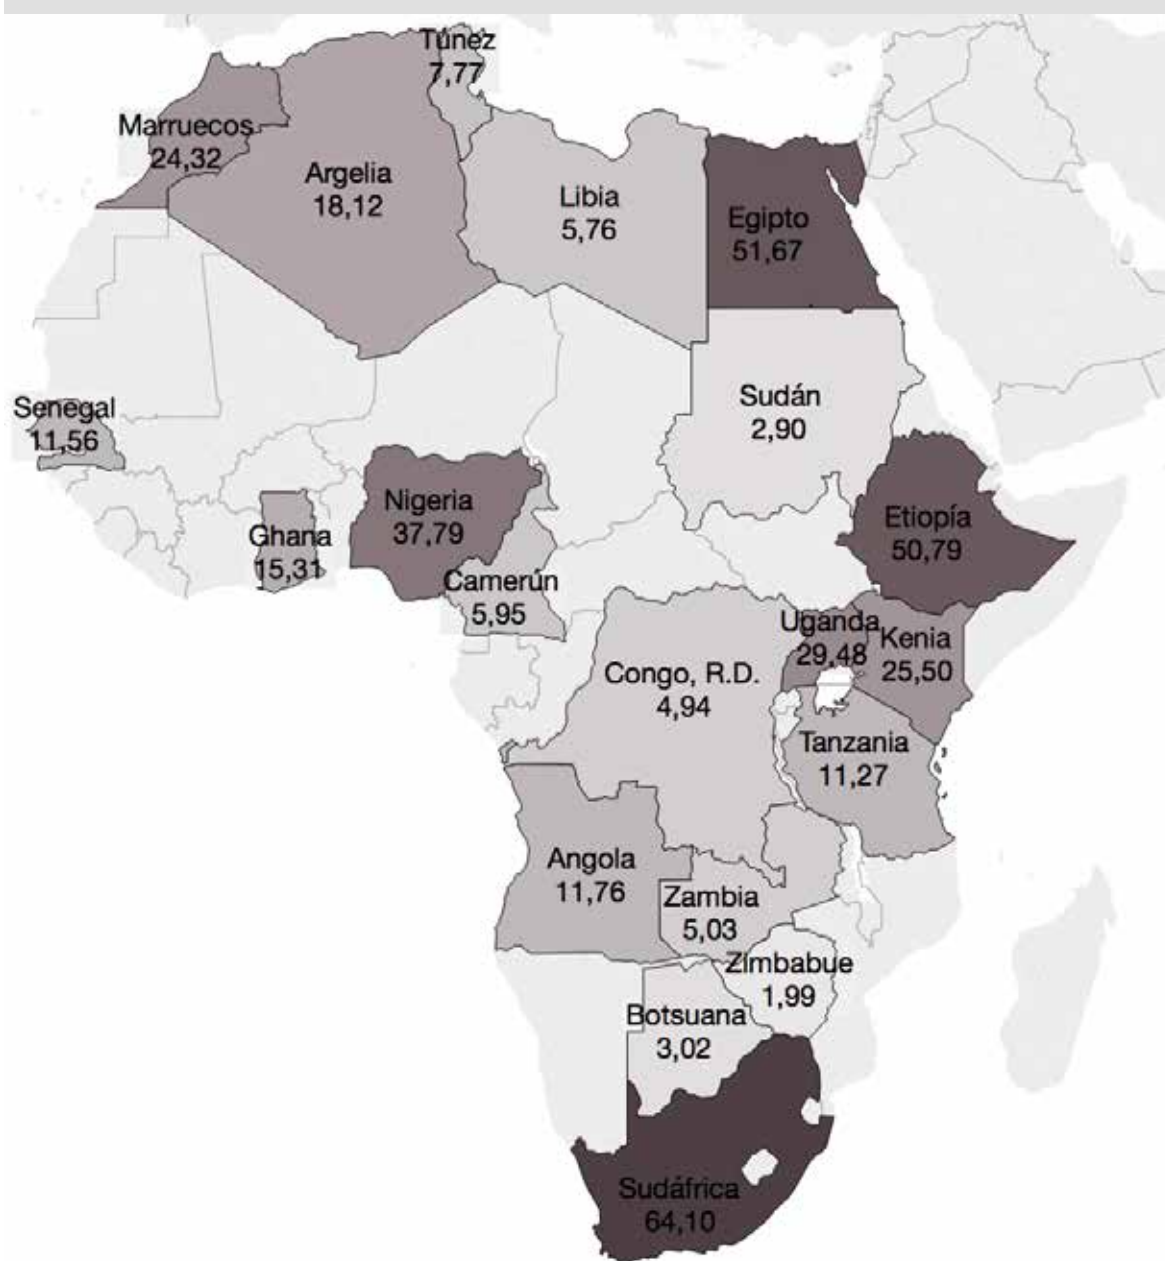 Túnez
7,77
Marruecos
24,32
Argelia
18,12
Libia
5,76
Egipto
51,67
Sudán
2,90
Senegal
11,56
Nigeria
37,79
Ghana
15,31
Camerún
5,95
Etiopía
50,79
Uganda
29,48
Kenia
25,50
Congo, R.D.
4,94
Tanzania
11,27
Angola
11,76
Zambia
5,03
Zimbabue
1,99
Botsuana
3,02
Sudáfrica
64,10